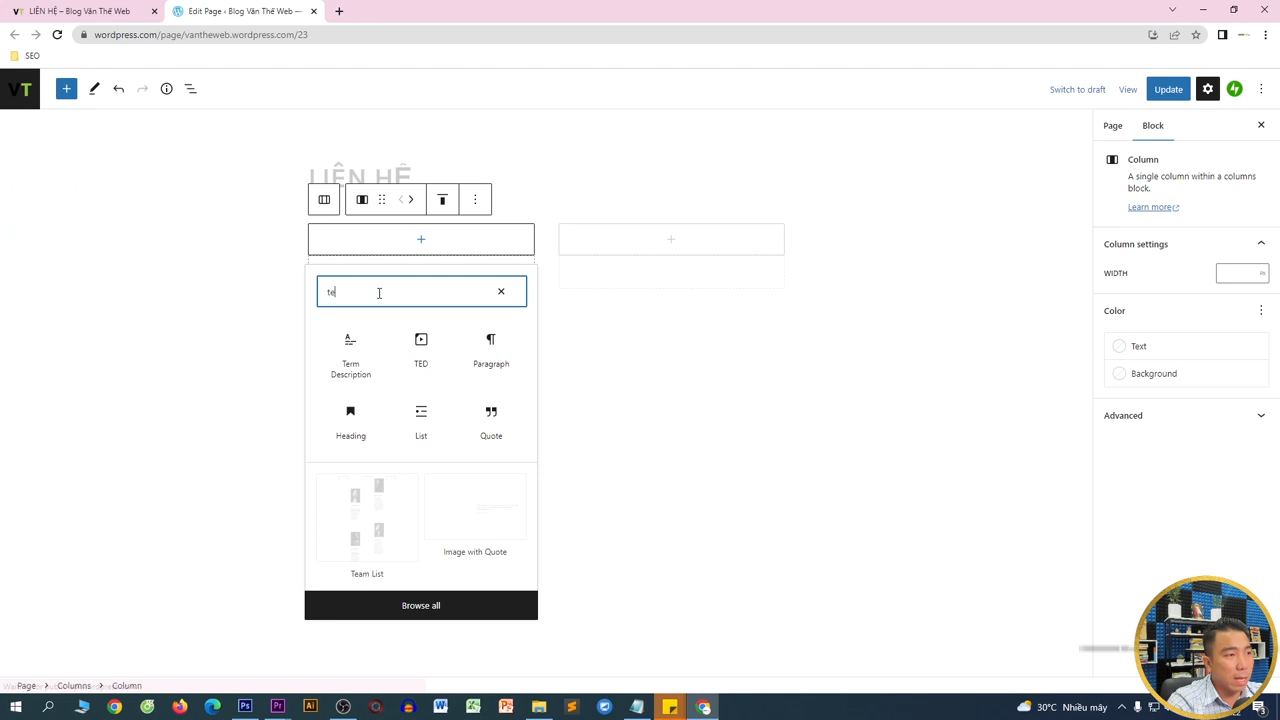 LIÊN HỆ – Blog Văn Thế Web
Edit Page ‹ Blog Văn Thế Web —
wordpress.com/page/vantheweb.wordpress.com/23
SEO
VT
Switch to draft
View
Update
Page
Block
Column
A single column within a columns
block.
Learn more
Column settings
WIDTH
Color
Text
Background
Advanced
LIÊN HỆ
te
Term
Description
TED
Paragraph
Heading
List
Quote
Team List
Image with Quote
Browse all
Page
Columns
Column
30°C Nhiều mây